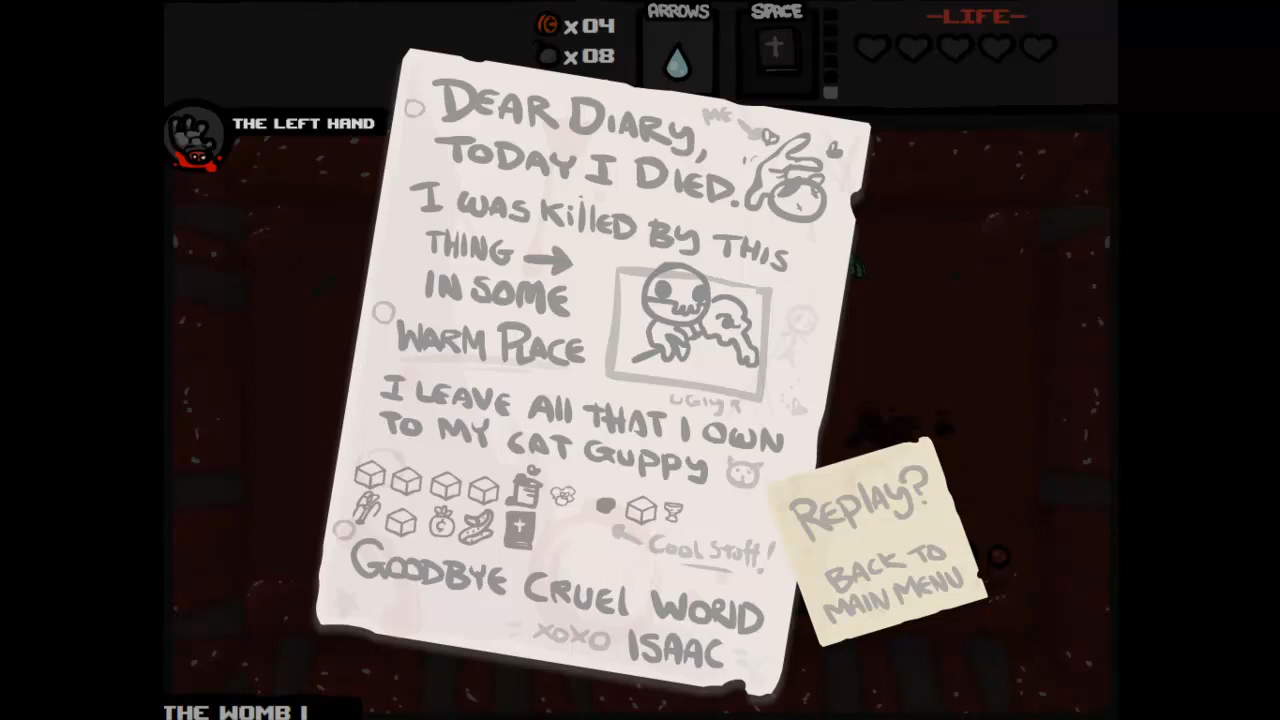 ARROWS
SPACE
-LIFE-
x04
x08
THE LEFT HAND
DEAR DIARY,
ME
TODAY I DIED.
I WAS KILLED BY THIS
THING →
IN SOME
WARM PLACE
UGLY
I LEAVE ALL THAT I OWN
TO MY CAT GUPPY
COOL STUFF!
GOODBYE CRUEL WORLD
XOXO ISAAC
REPLAY?
BACK TO
MAIN MENU
THE WOMB I